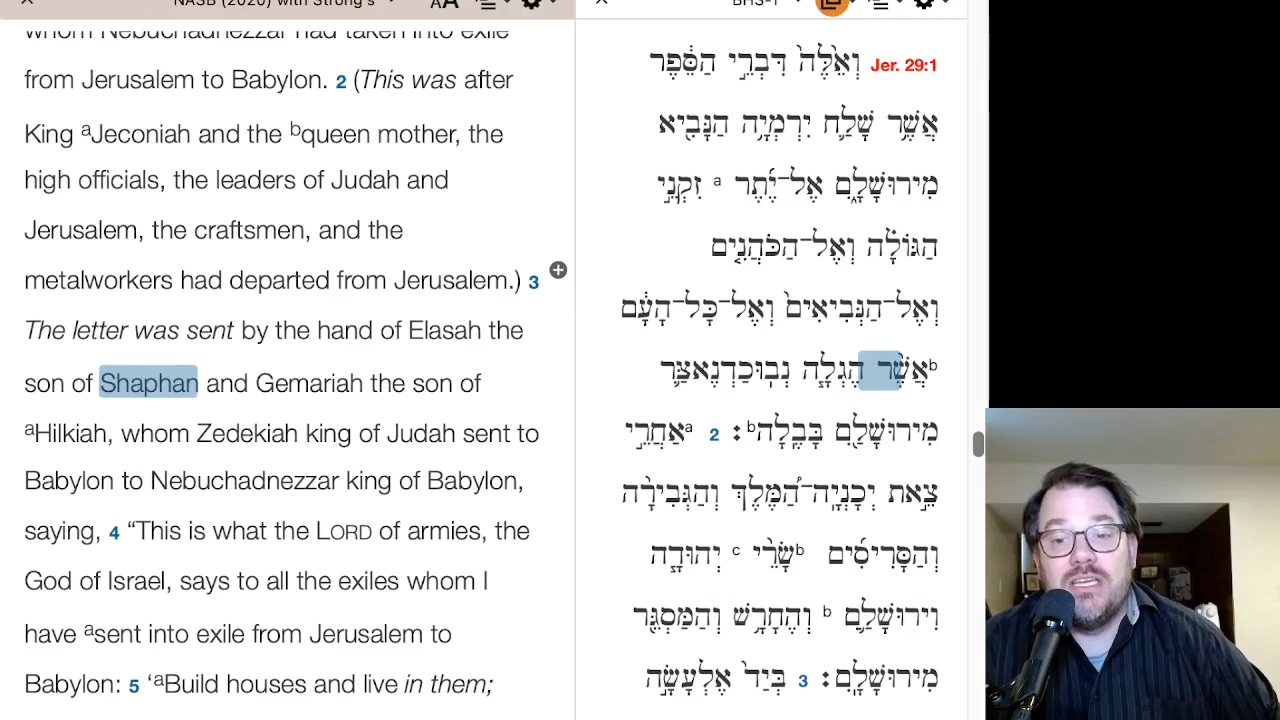 NASB (2020) with Strong's
AA
whom Nebuchadnezzar had taken into exile
from Jerusalem to Babylon. 2 (This was after
King aJeconiah and the bqueen mother, the
high officials, the leaders of Judah and
Jerusalem, the craftsmen, and the
metalworkers had departed from Jerusalem.) 3
The letter was sent by the hand of Elasah the
son of Shaphan and Gemariah the son of
aHilkiah, whom Zedekiah king of Judah sent to
Babylon to Nebuchadnezzar king of Babylon,
saying, 4 “This is what the LORD of armies, the
God of Israel, says to all the exiles whom I
have asent into exile from Jerusalem to
Babylon: 5 ‘aBuild houses and live in them;
BHS-T
Jer. 29:1 וְאֵ֙לֶּה֙ דִּבְרֵ֣י הַסֵּ֔פֶר
אֲשֶׁ֥ר שָׁלַ֛ח יִרְמְיָ֥ה הַנָּבִ֖יא
מִירוּשָׁלָ֑͏ִם אֶל־יֶ֜תֶר a זִקְנֵ֣י
הַגּוֹלָ֗ה וְאֶל־הַכֹּהֲנִ֤ים
וְאֶל־הַנְּבִיאִים֙ וְאֶל־כָּל־הָעָ֔ם
bאֲשֶׁ֨ר הֶגְלָ֧ה נְבֽוּכַדְנֶאצַּ֛ר
מִירוּשָׁלַ֖͏ִם בָּבֶֽלָהb׃ 2 aאַחֲרֵ֣י
צֵ֣את יְכָנְיָֽה־הַ֠מֶּלֶךְ וְהַגְּבִירָ֨ה
וְהַסָּרִיסִ֜ים bשָׂרֵ֨י c יְהוּדָ֧ה
וִירוּשָׁלַ֛͏ִם b וְהֶחָרָ֥שׁ וְהַמַּסְגֵּ֖ר
מִירוּשָׁלָֽ͏ִם׃ 3 בְּיַד֙ אֶלְעָשָׂ֣ה